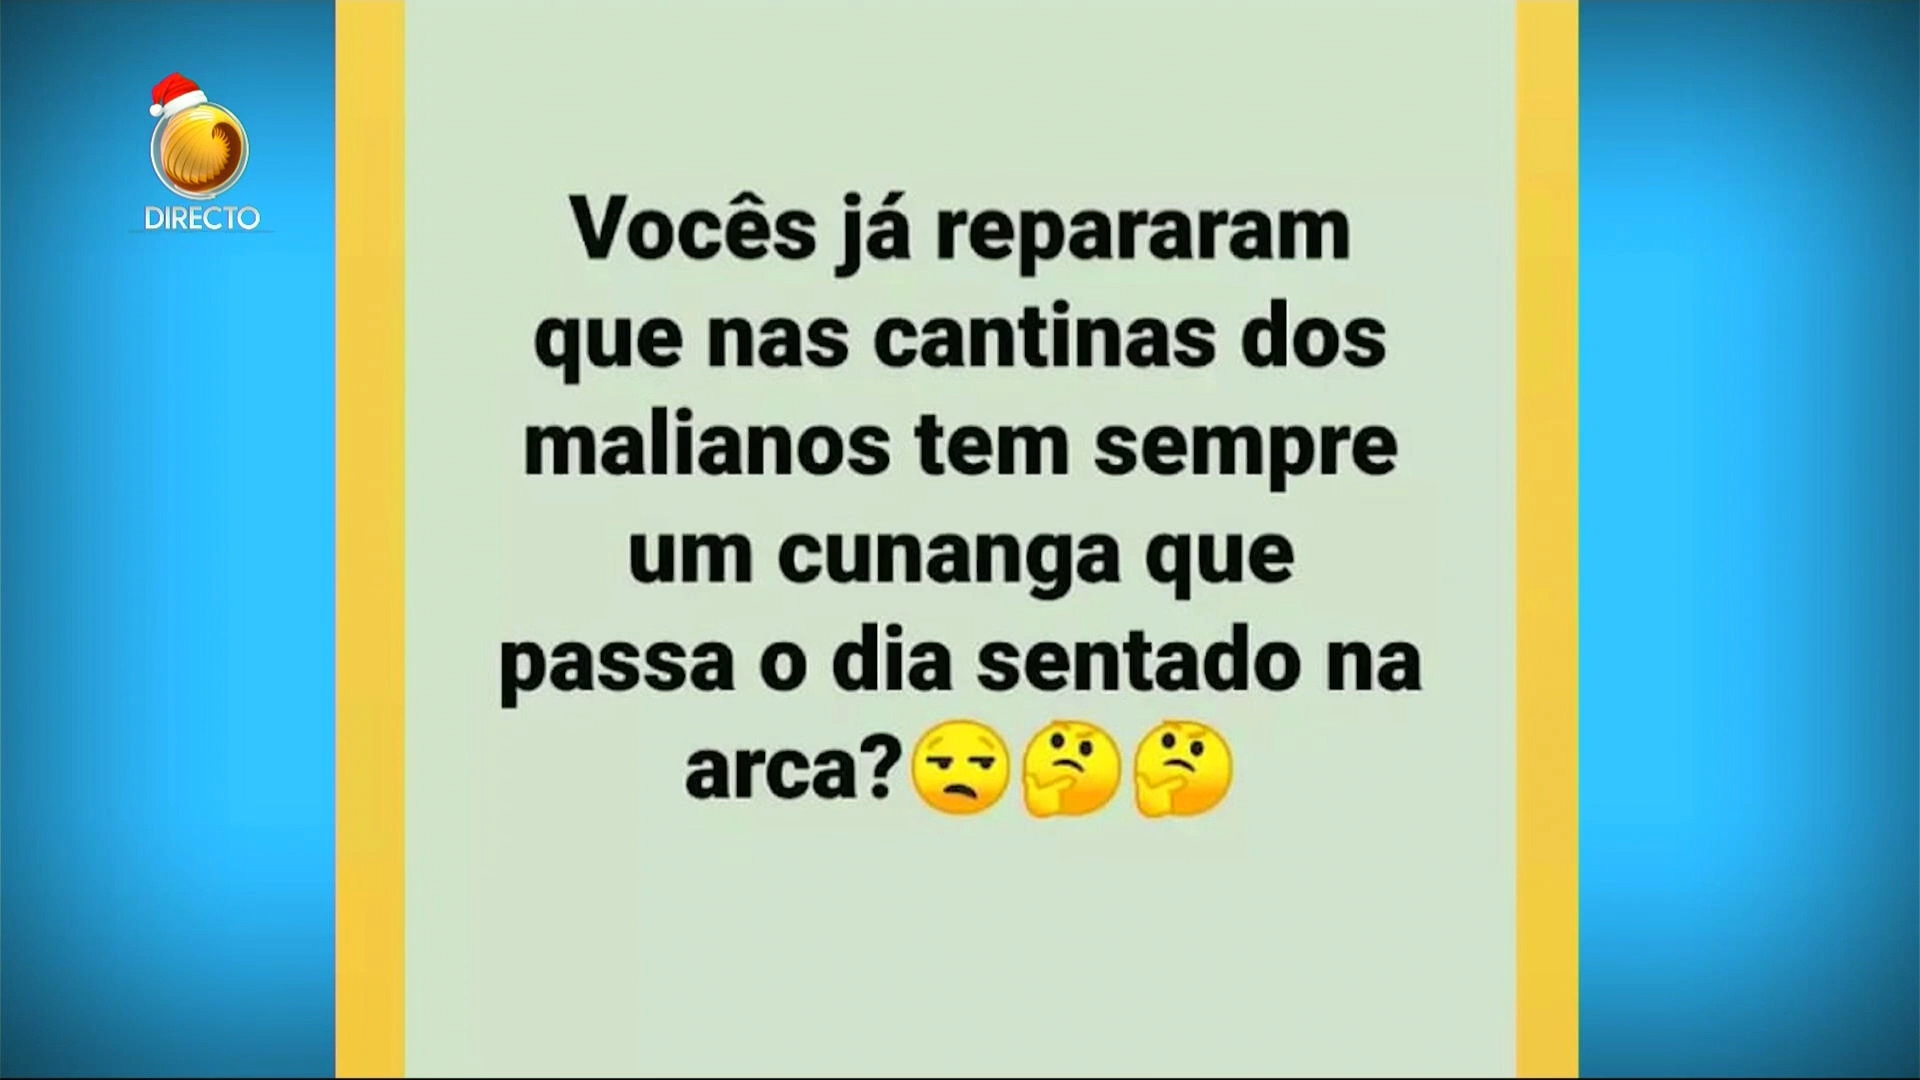 DIRECTO
Vocês já repararam
que nas cantinas dos
malianos tem sempre
um cunanga que
passa o dia sentado na
arca?😒🤔🤔